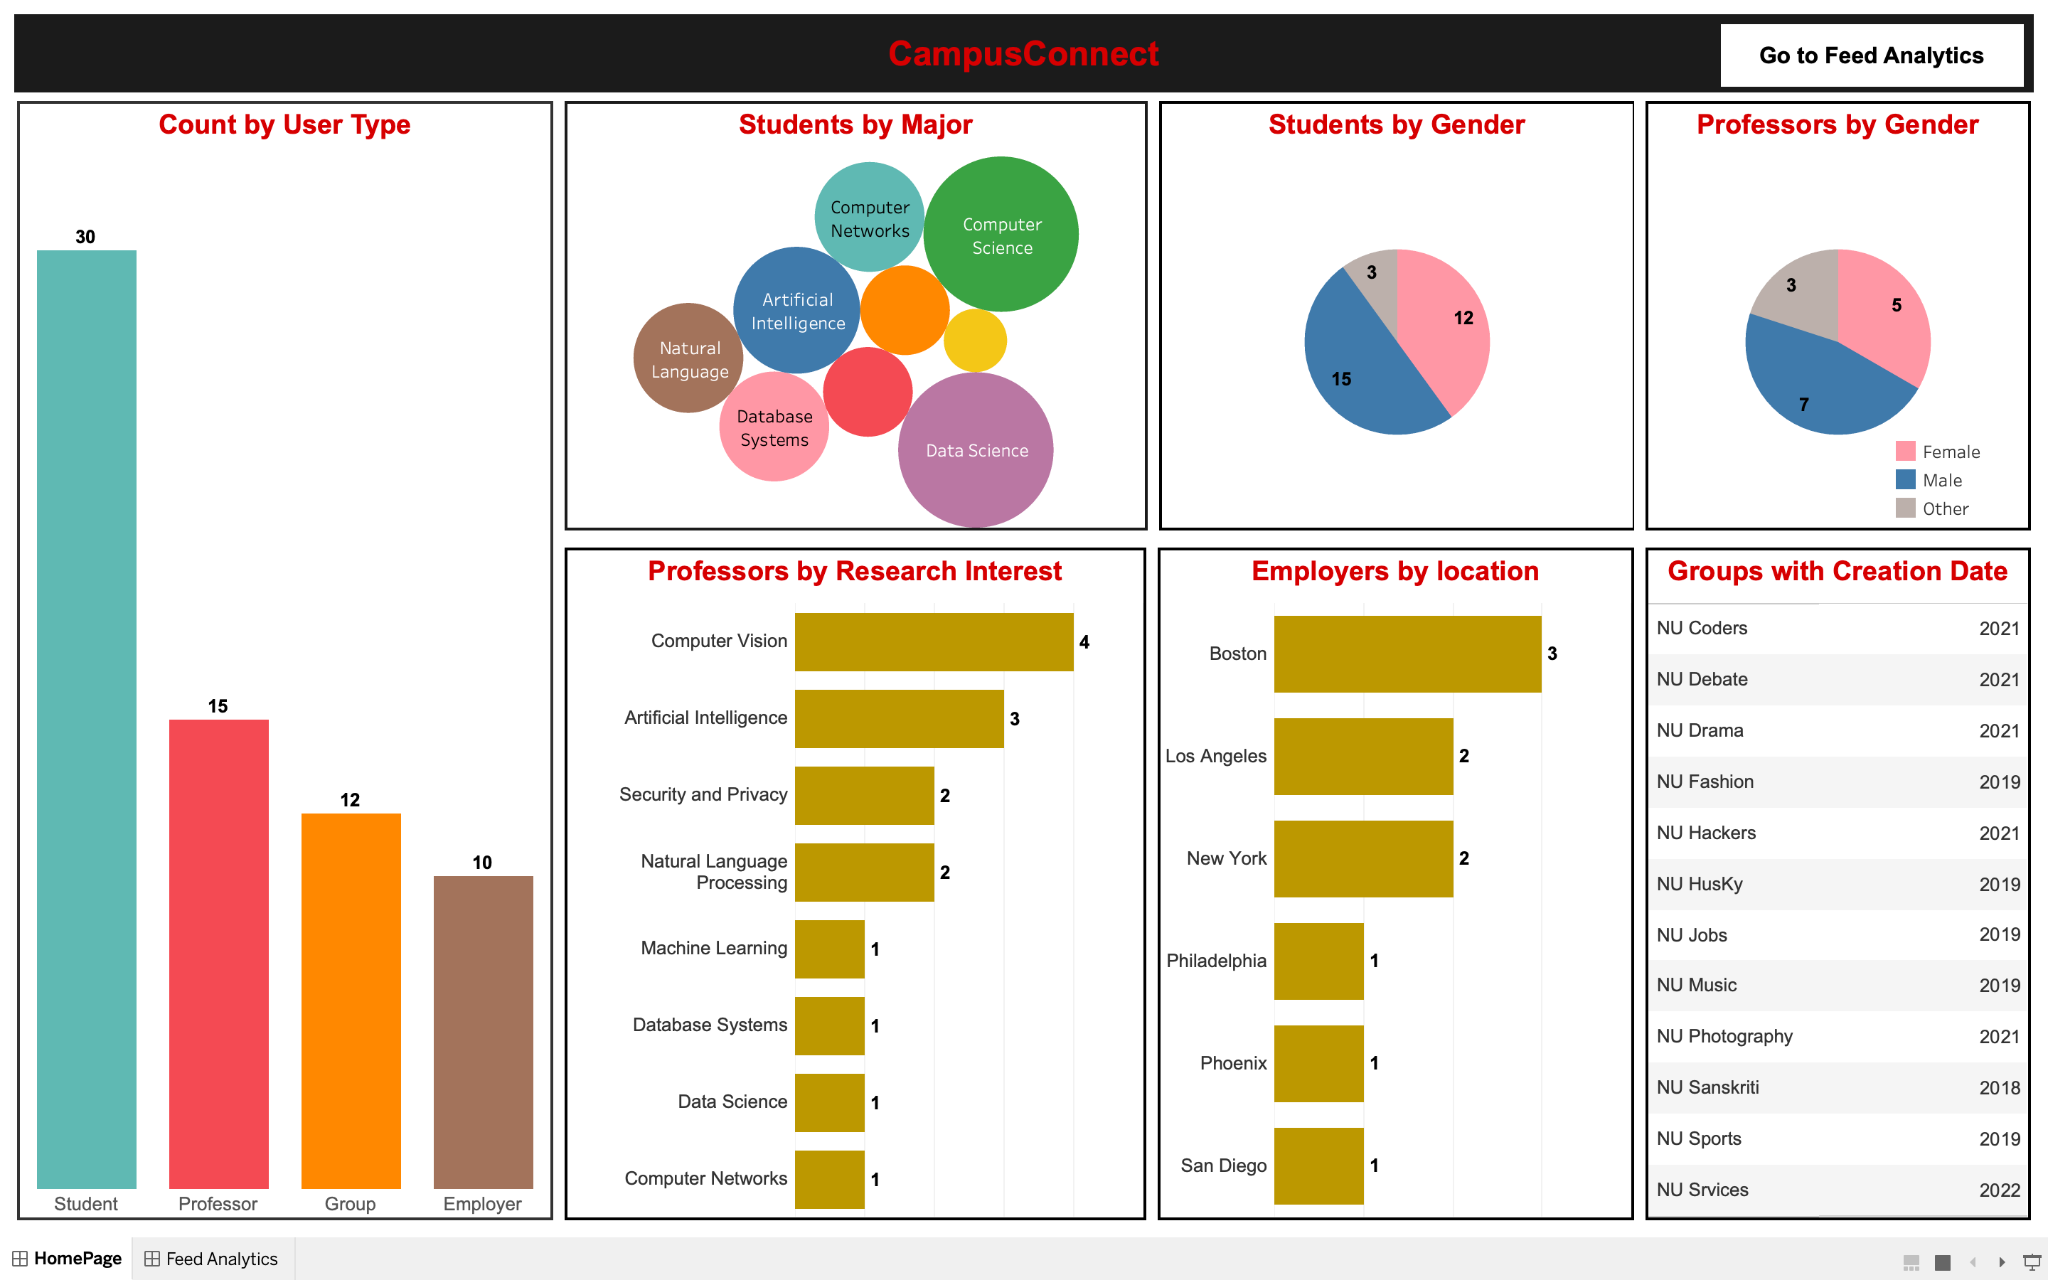 CampusConnect
Go to Feed Analytics
Count by User Type
30
15
12
10
Student
Professor
Group
Employer
Students by Major
Computer
Networks
Computer
Science
Artificial
Intelligence
Natural
Language
Database
Systems
Data Science
Students by Gender
3
12
15
Professors by Gender
3
5
7
Female
Male
Other
Professors by Research Interest
Computer Vision 4
Artificial Intelligence 3
Security and Privacy 2
Natural Language
Processing 2
Machine Learning 1
Database Systems 1
Data Science 1
Computer Networks 1
Employers by location
Boston 3
Los Angeles 2
New York 2
Philadelphia 1
Phoenix 1
San Diego 1
Groups with Creation Date
NU Coders 2021
NU Debate 2021
NU Drama 2021
NU Fashion 2019
NU Hackers 2021
NU HusKy 2019
NU Jobs 2019
NU Music 2019
NU Photography 2021
NU Sanskriti 2018
NU Sports 2019
NU Srvices 2022
HomePage
Feed Analytics